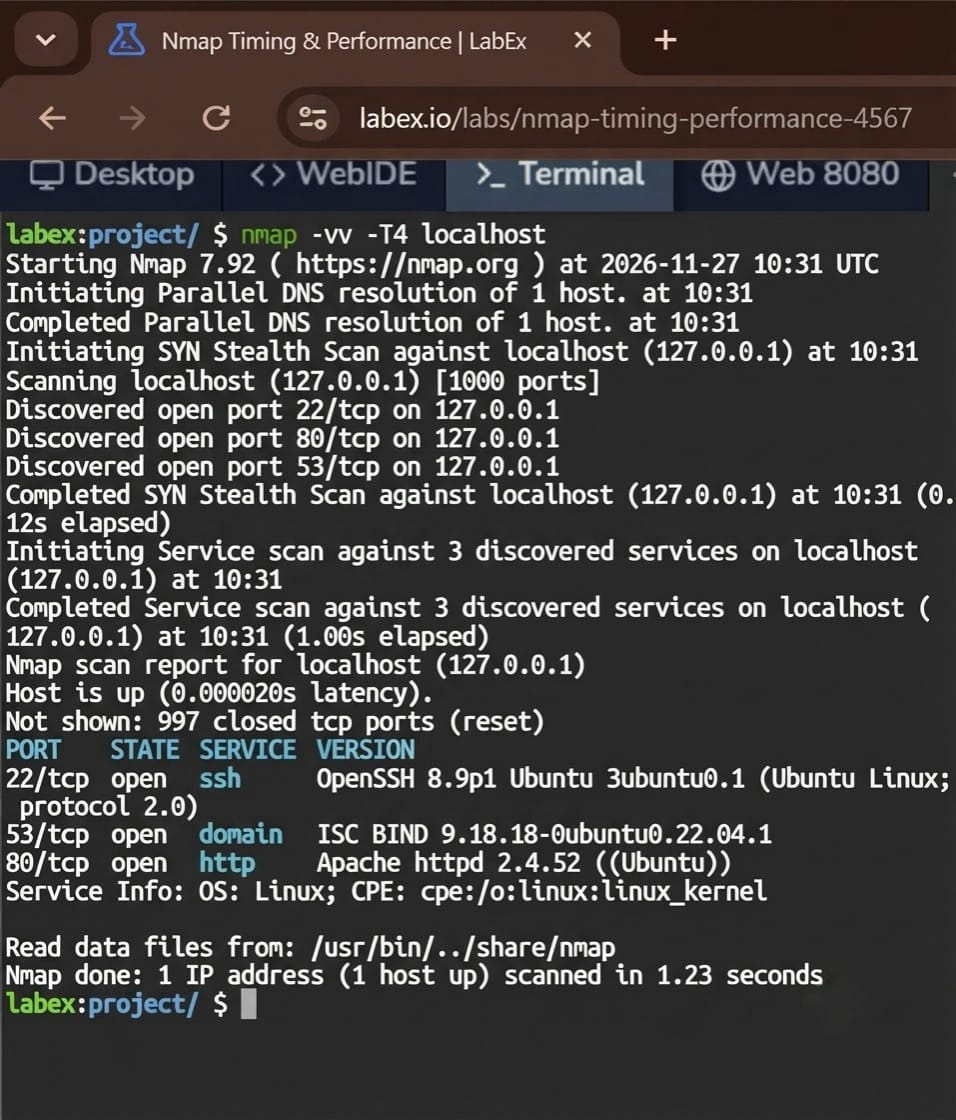 Nmap Timing & Performance | LabEx
labex.io/labs/nmap-timing-performance-4567
Desktop
WebIDE
Terminal
Web 8080
labex:project/ $ nmap -vv -T4 localhost
Starting Nmap 7.92 ( https://nmap.org ) at 2026-11-27 10:31 UTC
Initiating Parallel DNS resolution of 1 host. at 10:31
Completed Parallel DNS resolution of 1 host. at 10:31
Initiating SYN Stealth Scan against localhost (127.0.0.1) at 10:31
Scanning localhost (127.0.0.1) [1000 ports]
Discovered open port 22/tcp on 127.0.0.1
Discovered open port 80/tcp on 127.0.0.1
Discovered open port 53/tcp on 127.0.0.1
Completed SYN Stealth Scan against localhost (127.0.0.1) at 10:31 (0.
12s elapsed)
Initiating Service scan against 3 discovered services on localhost
(127.0.0.1) at 10:31
Completed Service scan against 3 discovered services on localhost (
127.0.0.1) at 10:31 (1.00s elapsed)
Nmap scan report for localhost (127.0.0.1)
Host is up (0.000020s latency).
Not shown: 997 closed tcp ports (reset)
PORT STATE SERVICE VERSION
22/tcp open ssh OpenSSH 8.9p1 Ubuntu 3ubuntu0.1 (Ubuntu Linux;
protocol 2.0)
53/tcp open domain ISC BIND 9.18.18-0ubuntu0.22.04.1
80/tcp open http Apache httpd 2.4.52 ((Ubuntu))
Service Info: OS: Linux; CPE: cpe:/o:linux:linux_kernel
Read data files from: /usr/bin/../share/nmap
Nmap done: 1 IP address (1 host up) scanned in 1.23 seconds
labex:project/ $